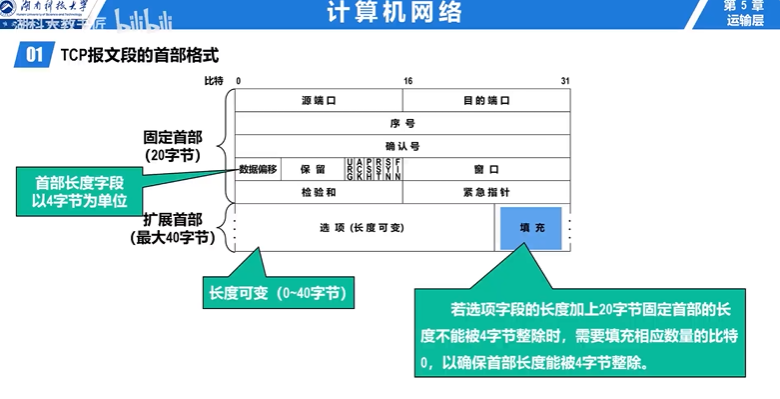 湖南科技大学
湖科大教书匠 bilibili
计算机网络
第 5 章
运输层
01 TCP报文段的首部格式
比特 0 16 31
源端口 目的端口
序号
确认号
数据偏移 保留 URG ACK PSH RST SYN FIN 窗口
检验和 紧急指针
选项（长度可变） 填充
固定首部
（20字节）
首部长度字段
以4字节为单位
扩展首部
（最大40字节）
长度可变（0~40字节）
若选项字段的长度加上20字节固定首部的长
度不能被4字节整除时，需要填充相应数量的比特
0，以确保首部长度能被4字节整除。